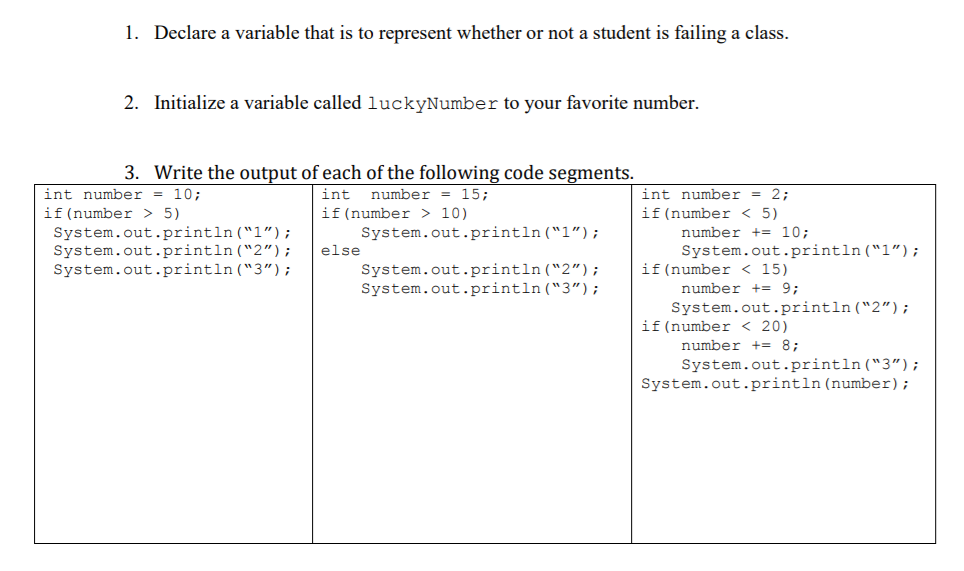 1. Declare a variable that is to represent whether or not a student is failing a class.
2. Initialize a variable called luckyNumber to your favorite number.
3. Write the output of each of the following code segments.
int number = 10;
if(number > 5)
System.out.println(“1”);
System.out.println(“2”);
System.out.println(“3”);
int number = 15;
if(number > 10)
System.out.println(“1”);
else
System.out.println(“2”);
System.out.println(“3”);
int number = 2;
if(number < 5)
number += 10;
System.out.println(“1”);
if(number < 15)
number += 9;
System.out.println(“2”);
if(number < 20)
number += 8;
System.out.println(“3”);
System.out.println(number);